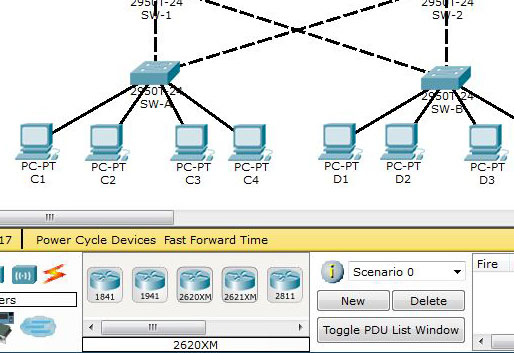 2950T-24 2950T-24
SW-1 SW-2
2950T-24 2950T-24
SW-A SW-B
PC-PT PC-PT PC-PT PC-PT PC-PT PC-PT PC-PT
C1 C2 C3 C4 D1 D2 D3
17 Power Cycle Devices Fast Forward Time
Scenario 0 Fire
1841 1941 2620XM 2621XM 2811
ers New Delete
Toggle PDU List Window
2620XM